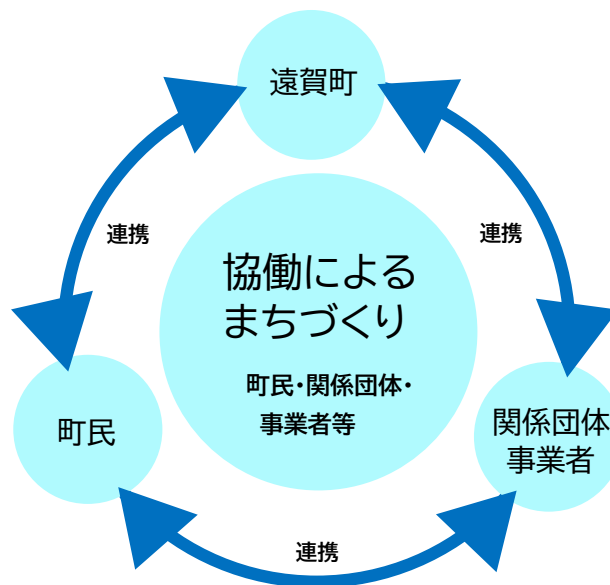 遠賀町
連携
連携
協働による
まちづくり
町民・関係団体・
事業者等
町民
関係団体
事業者
連携